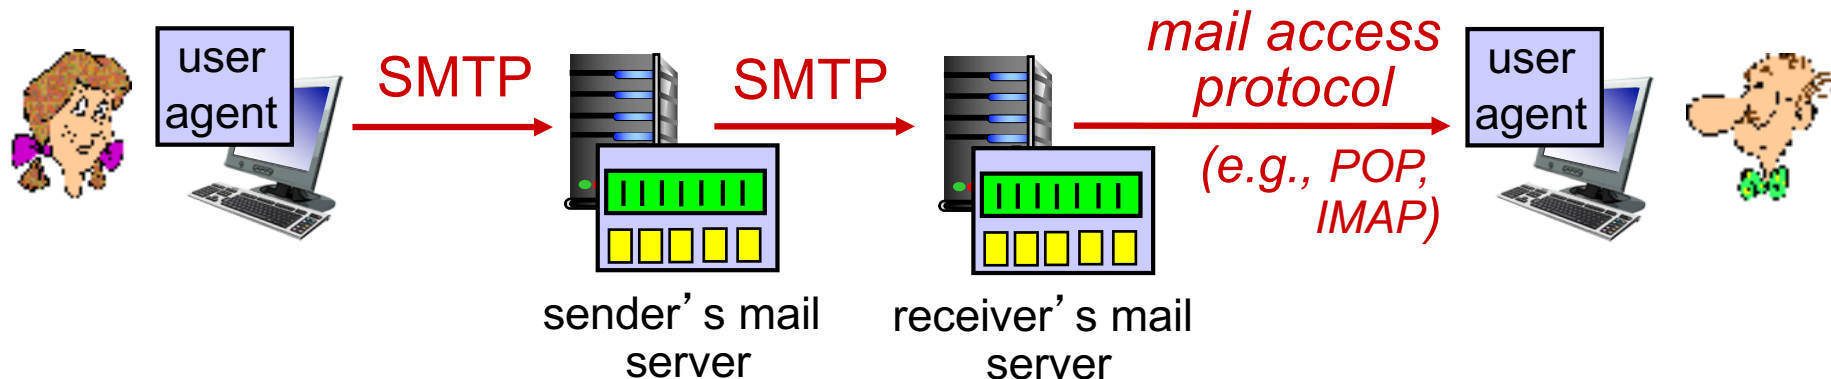 user
agent
SMTP
SMTP
mail access
protocol
(e.g., POP,
IMAP)
user
agent
sender’s mail
server
receiver’s mail
server